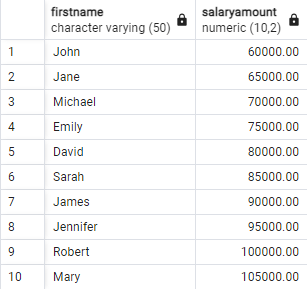 firstname salaryamount
character varying (50) numeric (10,2)
1 John 60000.00
2 Jane 65000.00
3 Michael 70000.00
4 Emily 75000.00
5 David 80000.00
6 Sarah 85000.00
7 James 90000.00
8 Jennifer 95000.00
9 Robert 100000.00
10 Mary 105000.00